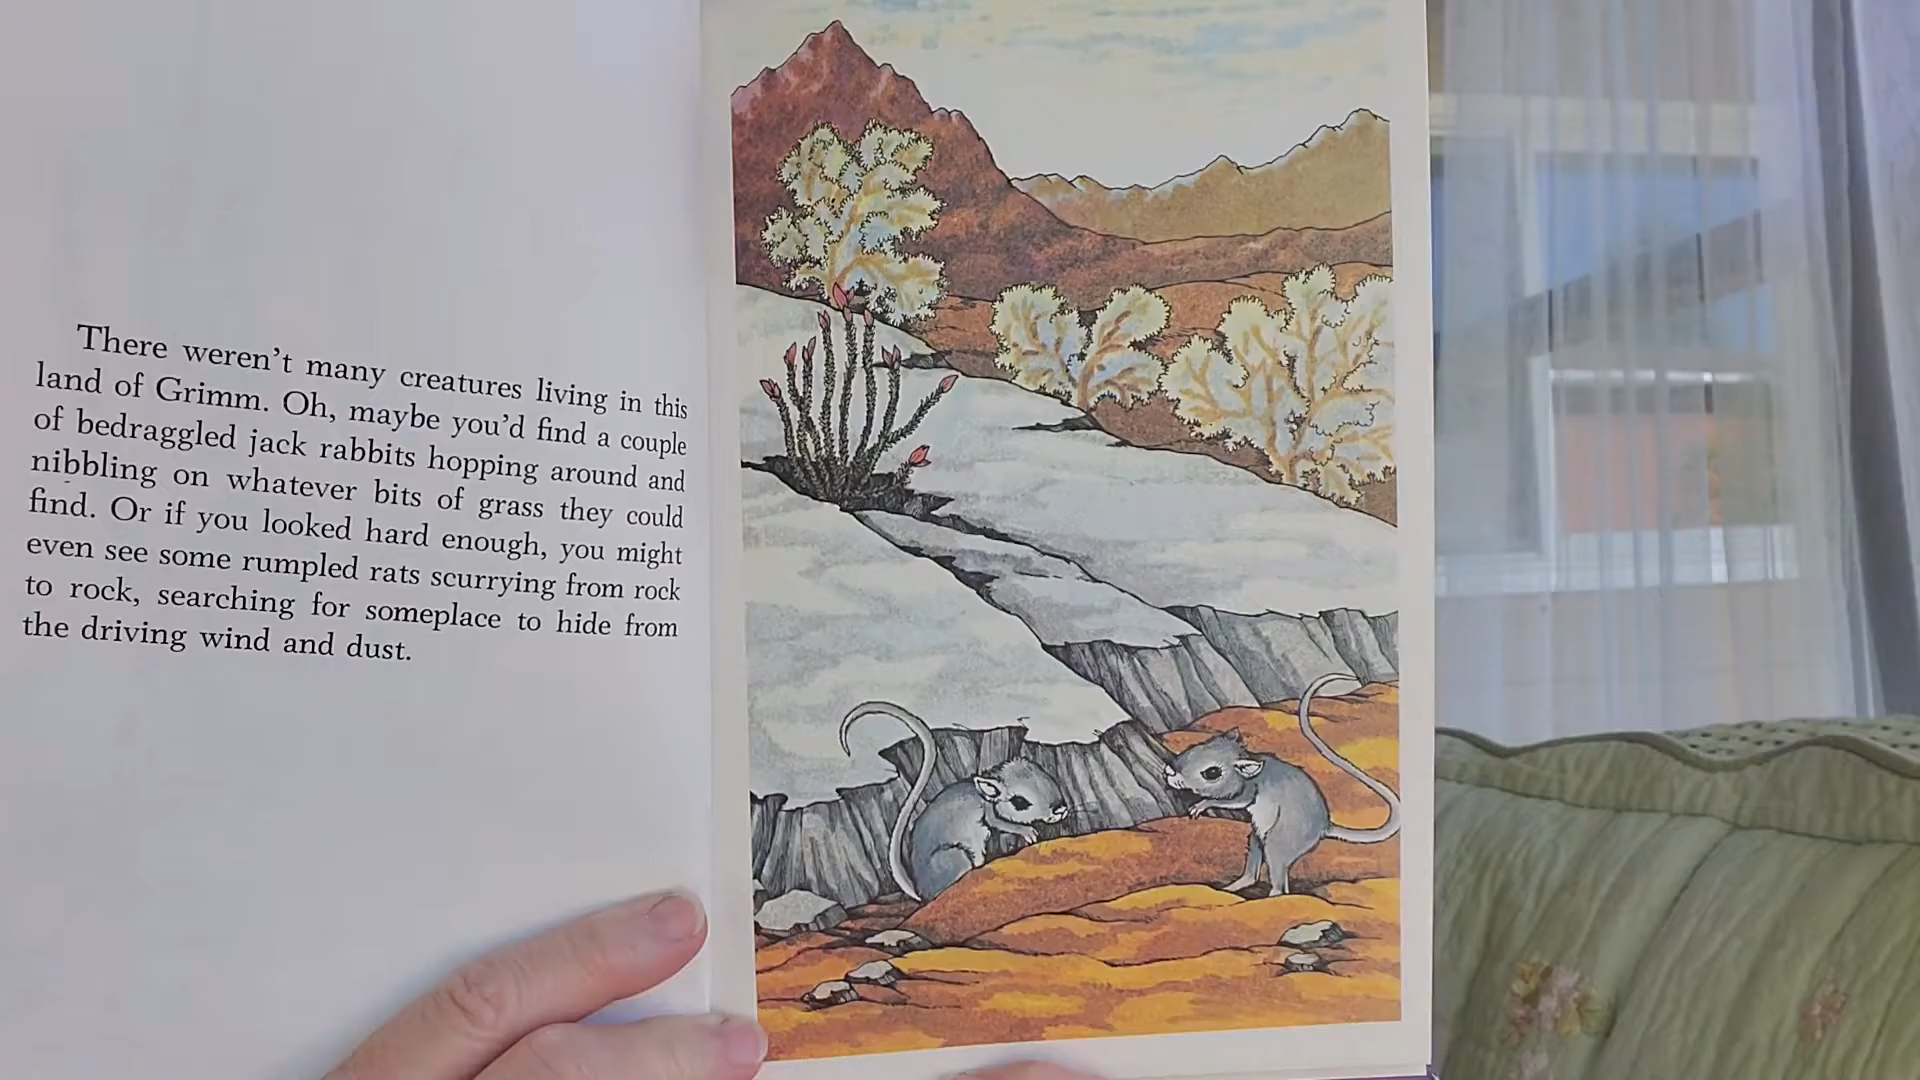 There weren't many creatures living in this
land of Grimm. Oh, maybe you'd find a couple
of bedraggled jack rabbits hopping around and
nibbling on whatever bits of grass they could
find. Or if you looked hard enough, you might
even see some rumpled rats scurrying from rock
to rock, searching for someplace to hide from
the driving wind and dust.